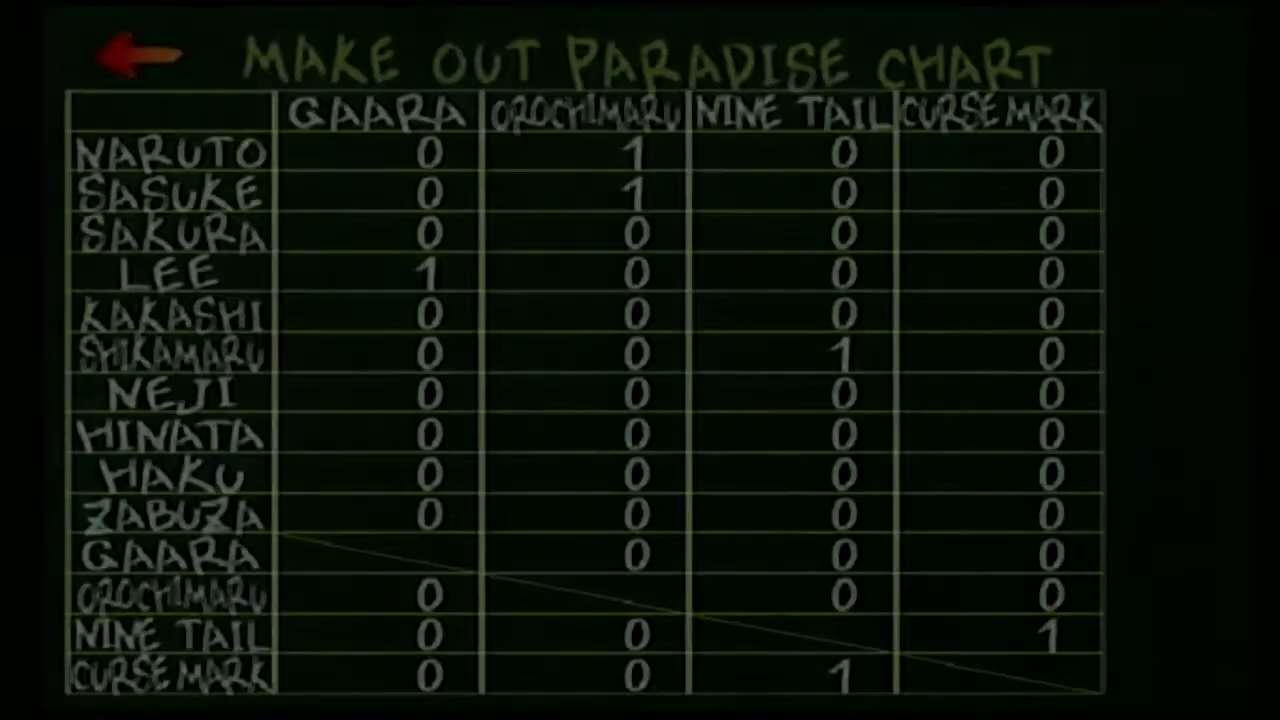 MAKE OUT PARADISE CHART
GAARA OROCHIMARU NINE TAIL CURSE MARK
NARUTO 0 1 0 0
SASUKE 0 1 0 0
SAKURA 0 0 0 0
LEE 1 0 0 0
KAKASHI 0 0 0 0
SHIKAMARU 0 0 1 0
NEJI 0 0 0 0
HINATA 0 0 0 0
HAKU 0 0 0 0
ZABUZA 0 0 0 0
GAARA 0 0 0
OROCHIMARU 0 0 0
NINE TAIL 0 0 1
CURSE MARK 0 0 1